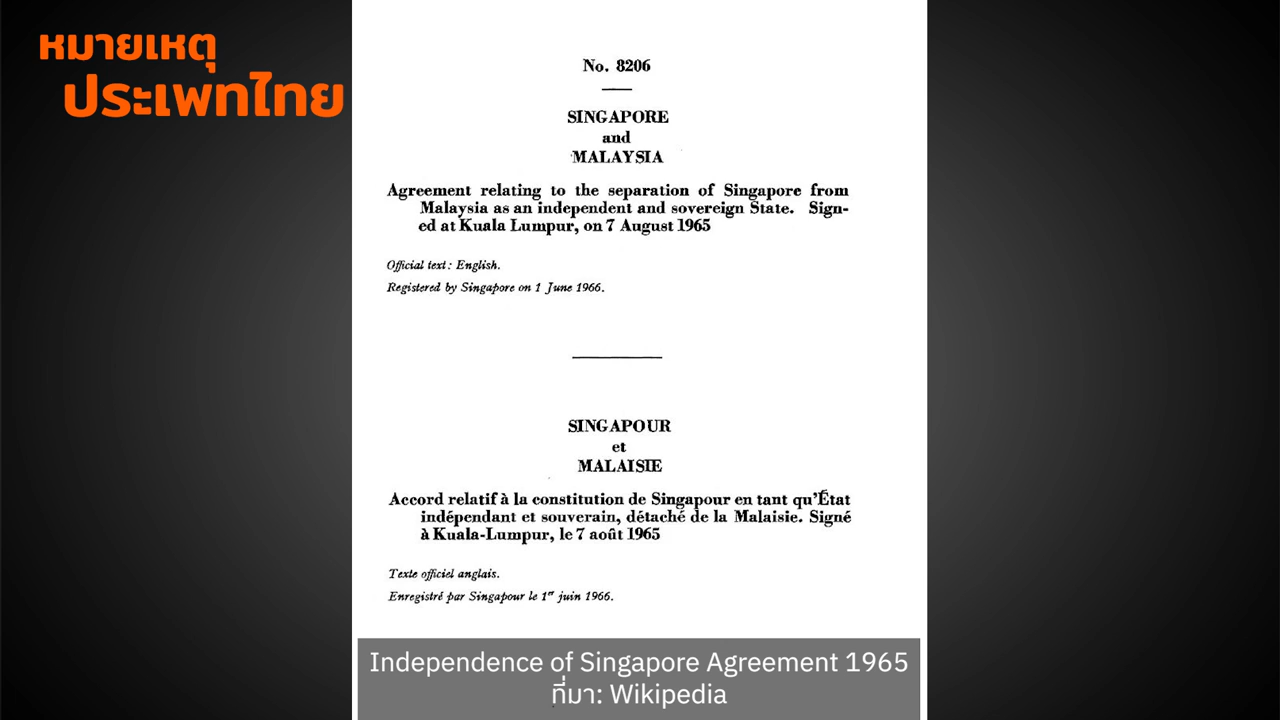 หมายเหตุ
ประเพทไทย
No. 8206
SINGAPORE
and
MALAYSIA
Agreement relating to the separation of Singapore from
Malaysia as an independent and sovereign State. Sign-
ed at Kuala Lumpur, on 7 August 1965
Official text: English.
Registered by Singapore on 1 June 1966.
SINGAPOUR
et
MALAISIE
Accord relatif à la constitution de Singapour en tant qu'État
indépendant et souverain, détaché de la Malaisie. Signé
à Kuala-Lumpur, le 7 août 1965
Texte officiel anglais.
Enregistré par Singapour le 1er juin 1966.
Independence of Singapore Agreement 1965
ที่มา: Wikipedia